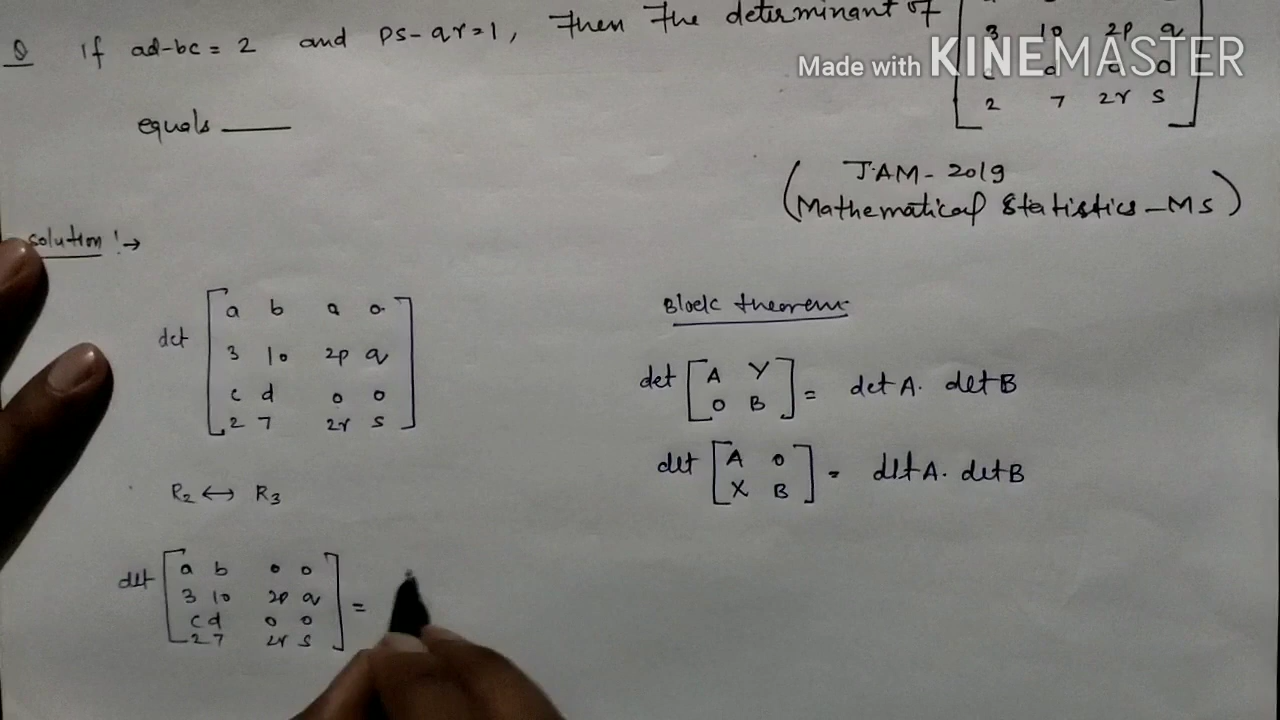 Q If ad-bc = 2 and ps-qr=1, Then The determinant of
3 10 2p q
Made with KINEMASTER
2 7 2r s
equals
(JAM - 2019
Mathematical Statistics - MS)
Solution :→
det [a b 0 0
3 10 2p q
c d 0 0
2 7 2r s]
Block theorem
det [A Y
0 B] = det A. det B
det [A 0
X B] = det A. det B
R2 ↔ R3
det [a b 0 0
3 10 2p q
c d 0 0
2 7 2r s] =